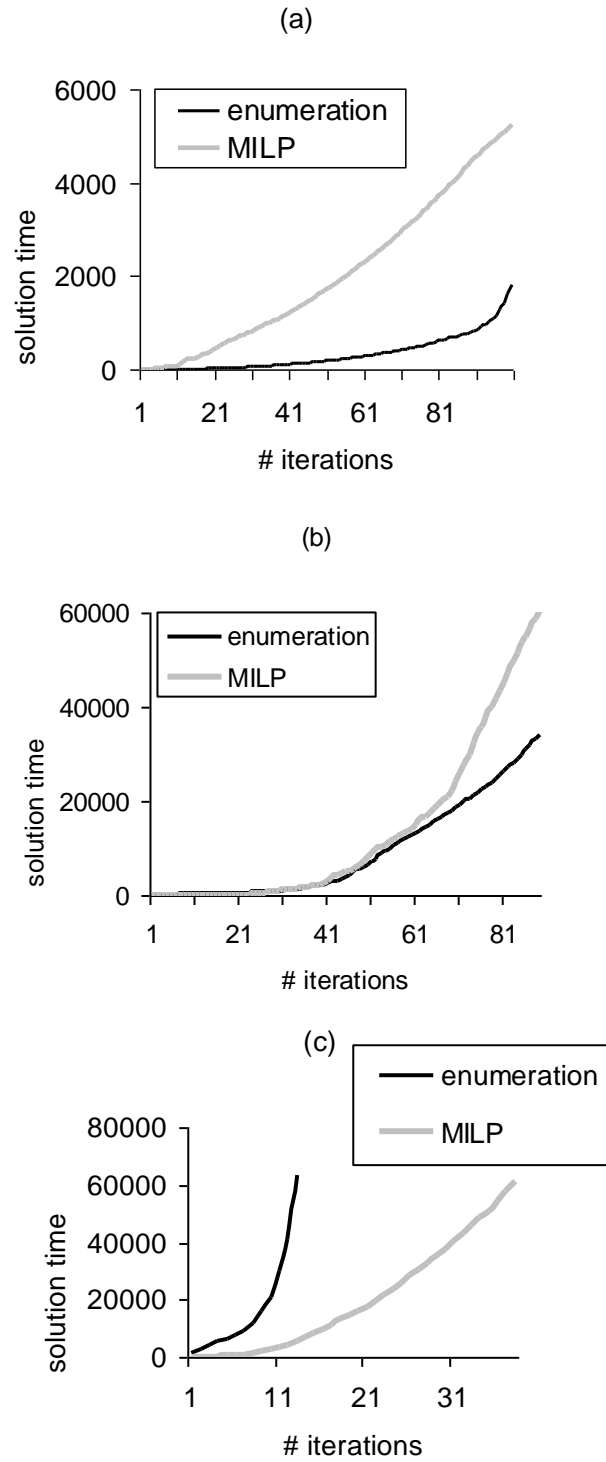 (a)
6000
enumeration
MILP
4000
2000
0
solution time
1 21 41 61 81
# iterations
(b)
60000
enumeration
MILP
40000
20000
0
solution time
1 21 41 61 81
# iterations
(c)
enumeration
MILP
80000
60000
40000
20000
0
solution time
1 11 21 31
# iterations